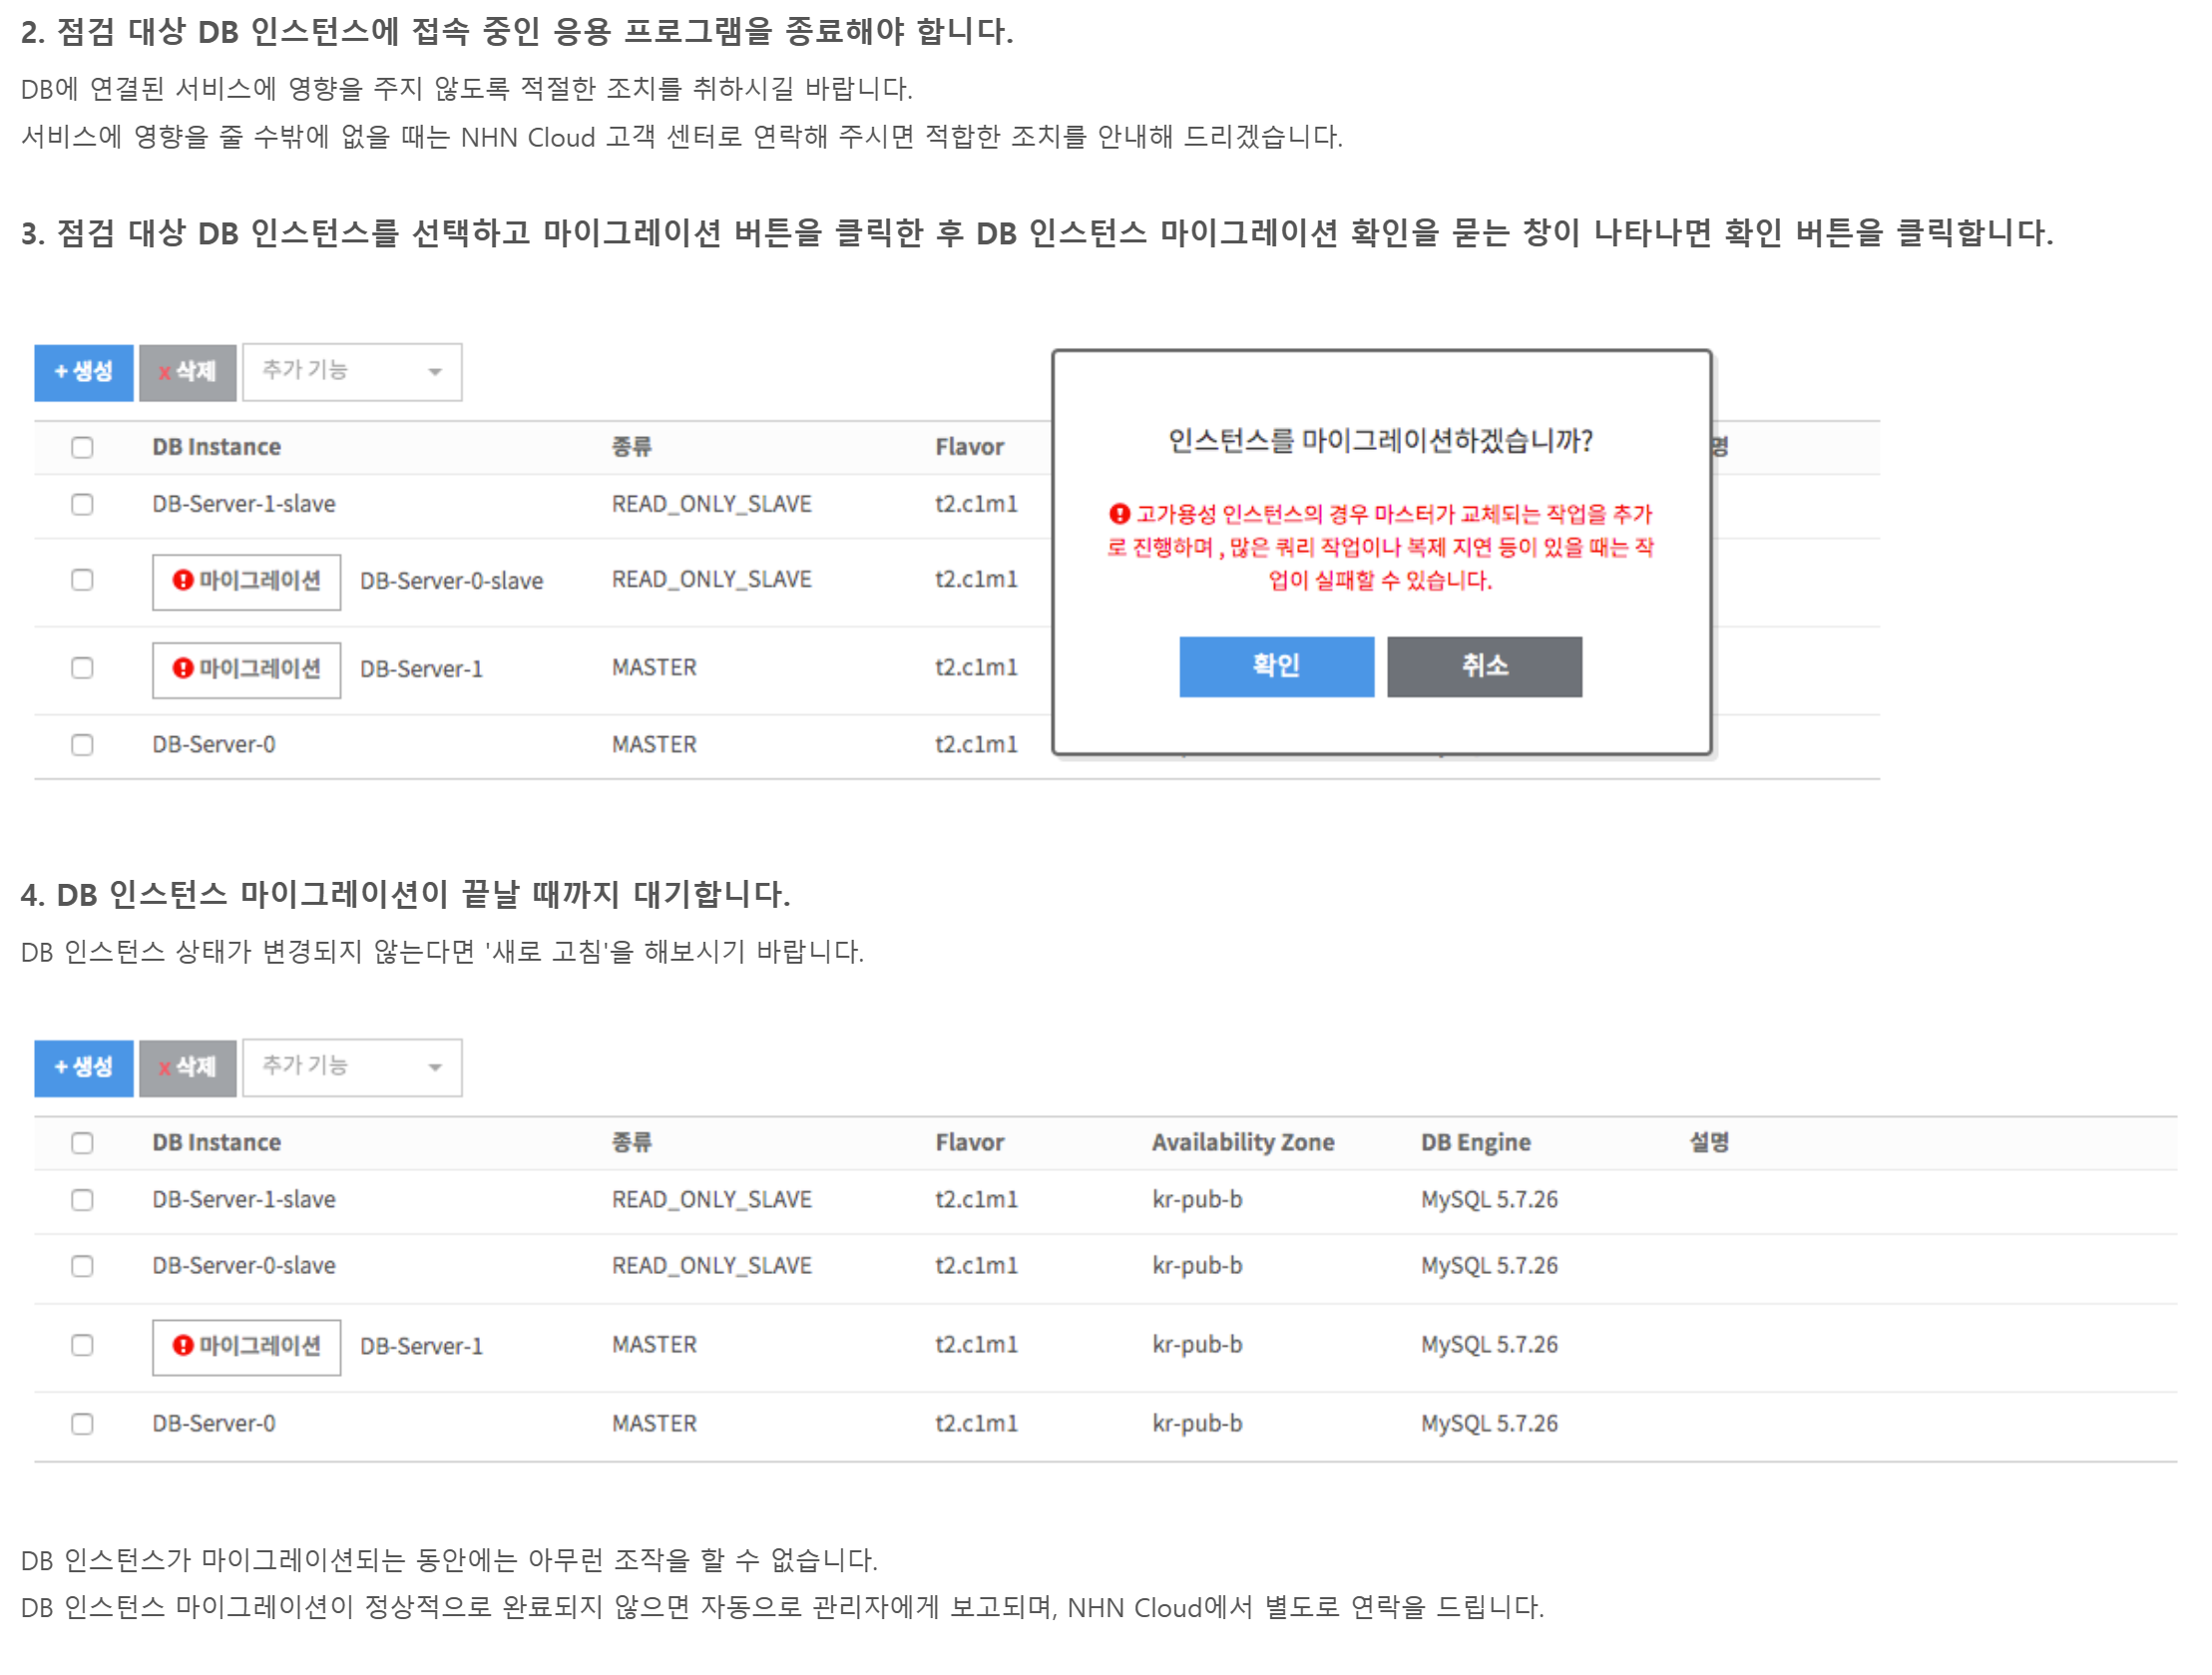 2. 점검 대상 DB 인스턴스에 접속 중인 응용 프로그램을 종료해야 합니다.
DB에 연결된 서비스에 영향을 주지 않도록 적절한 조치를 취하시길 바랍니다.
서비스에 영향을 줄 수밖에 없을 때는 NHN Cloud 고객 센터로 연락해 주시면 적합한 조치를 안내해 드리겠습니다.
3. 점검 대상 DB 인스턴스를 선택하고 마이그레이션 버튼을 클릭한 후 DB 인스턴스 마이그레이션 확인을 묻는 창이 나타나면 확인 버튼을 클릭합니다.
+ 생성 x 삭제 추가 기능
DB Instance 종류 Flavor 명
DB-Server-1-slave READ_ONLY_SLAVE t2.c1m1
마이그레이션 DB-Server-0-slave READ_ONLY_SLAVE t2.c1m1
마이그레이션 DB-Server-1 MASTER t2.c1m1
DB-Server-0 MASTER t2.c1m1
인스턴스를 마이그레이션하겠습니까?
고가용성 인스턴스의 경우 마스터가 교체되는 작업을 추가
로 진행하며 , 많은 쿼리 작업이나 복제 지연 등이 있을 때는 작
업이 실패할 수 있습니다.
확인 취소
4. DB 인스턴스 마이그레이션이 끝날 때까지 대기합니다.
DB 인스턴스 상태가 변경되지 않는다면 '새로 고침'을 해보시기 바랍니다.
+ 생성 x 삭제 추가 기능
DB Instance 종류 Flavor Availability Zone DB Engine 설명
DB-Server-1-slave READ_ONLY_SLAVE t2.c1m1 kr-pub-b MySQL 5.7.26
DB-Server-0-slave READ_ONLY_SLAVE t2.c1m1 kr-pub-b MySQL 5.7.26
마이그레이션 DB-Server-1 MASTER t2.c1m1 kr-pub-b MySQL 5.7.26
DB-Server-0 MASTER t2.c1m1 kr-pub-b MySQL 5.7.26
DB 인스턴스가 마이그레이션되는 동안에는 아무런 조작을 할 수 없습니다.
DB 인스턴스 마이그레이션이 정상적으로 완료되지 않으면 자동으로 관리자에게 보고되며, NHN Cloud에서 별도로 연락을 드립니다.